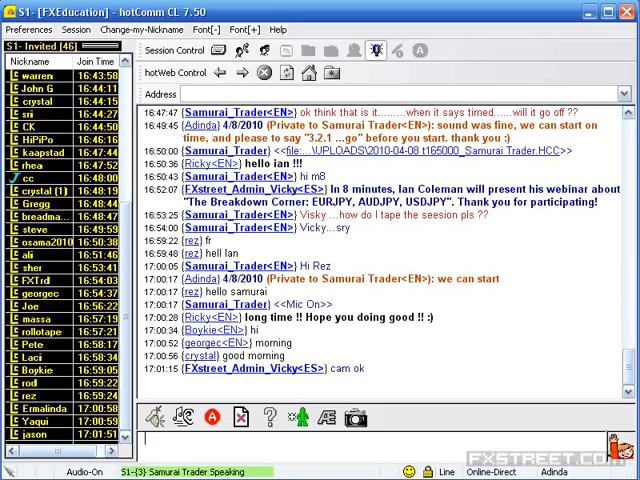 S1- [FXEducation] - hotComm CL 7.50
Preferences Session Change-my-Nickname Font[-] Font[+] Help
S1- Invited [46]
Nickname Join Time
warren 16:43:58
John G 16:44:11
crystal 16:44:15
sri 16:44:27
CK 16:44:50
HiPiPo 16:47:26
kaapstad 16:47:44
rhea 16:47:52
cc 16:48:00
crystal (1) 16:48:19
Gregg 16:48:44
breadma... 16:48:47
steve 16:49:59
osama2010 16:50:38
ali 16:51:46
sher 16:53:41
FXTrd 16:54:03
georgec 16:54:37
Joe 16:56:22
massa 16:57:19
rollotape 16:57:21
Pete 16:58:17
Laci 16:58:34
Boykie 16:59:05
rod 16:59:22
rez 16:59:24
Ermalinda 17:00:58
Yaqui 17:01:50
jason 17:01:51
Session Control
hotWeb Control
Address
16:47:47 {Samurai_Trader<EN>} ok think that is it.........when it says timed......will it go off ??
16:49:45 {Adinda} 4/8/2010 (Private to Samurai_Trader<EN>): sound was fine, we can start on
time, and please to say "3.2.1 ...go" before you start. thank you :)
16:50:00 {Samurai_Trader} <<file:...\UPLOADS\2010-04-08 t165000_Samurai Trader.HCC>>
16:50:36 {Ricky<EN>} hello ian !!!
16:50:43 {Samurai_Trader<EN>} hi m8
16:52:07 {FXstreet_Admin_Vicky<ES>} In 8 minutes, Ian Coleman will present his webinar about
"The Breakdown Corner: EURJPY, AUDJPY, USDJPY". Thank you for participating!
16:53:25 {Samurai_Trader<EN>} Visky ...how do I tape the seesion pls ??
16:54:00 {Samurai_Trader<EN>} Vicky...sry
16:59:22 {rez} fr
16:59:48 {rez} hell Ian
17:00:05 {Samurai_Trader<EN>} Hi Rez
17:00:17 {Adinda} 4/8/2010 (Private to Samurai_Trader<EN>): we can start
17:00:17 {rez} hello samurai
17:00:17 {Samurai_Trader} <<Mic On>>
17:00:28 {Ricky<EN>} long time !! Hope you doing good !! ;)
17:00:34 {Boykie<EN>} hi
17:00:52 {georgec<EN>} morning
17:00:56 {crystal} good morning
17:01:15 {FXstreet_Admin_Vicky<ES>} cam ok
FXSTREET.COM
Audio-On S1-{3} Samurai Trader Speaking Line Online-Direct Adinda